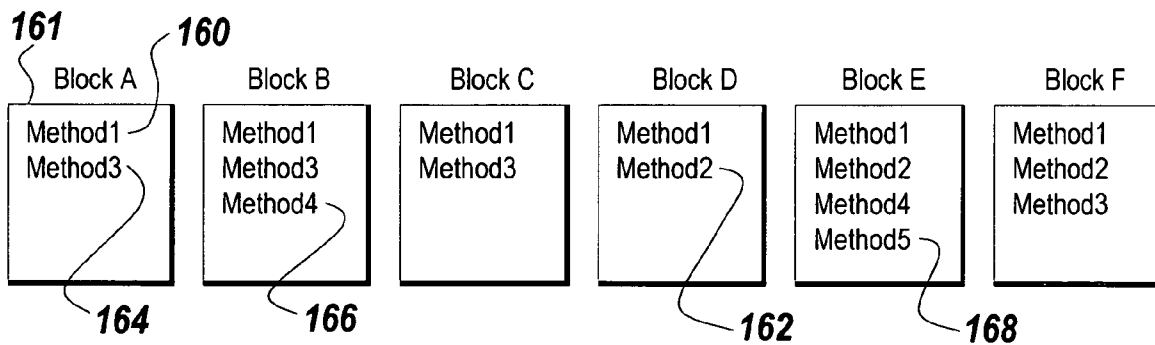 161
160
Block A
Block B
Block C
Block D
Block E
Block F
Method1
Method3
Method1
Method3
Method4
Method1
Method3
Method1
Method2
Method1
Method2
Method4
Method5
Method1
Method2
Method3
164
166
162
168